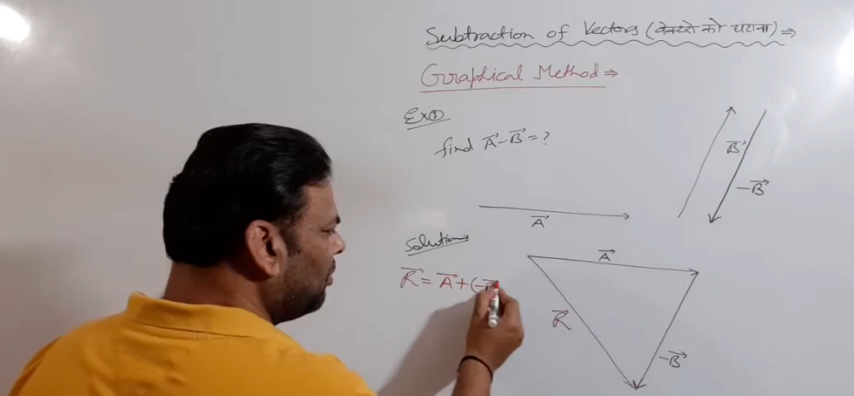 Subtraction of Vectors (वेक्टरो को घटाना) ⇒
Graphical Method ⇒
Ex①
find A⃗ - B⃗ = ?
B⃗
-B⃗
A⃗
Solution
A⃗
R⃗ = A⃗ + (-
R⃗
-B⃗